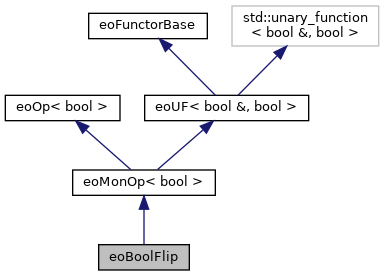 eoFunctorBase
std::unary_function
< bool &, bool >
eoOp< bool >
eoUF< bool &, bool >
eoMonOp< bool >
eoBoolFlip